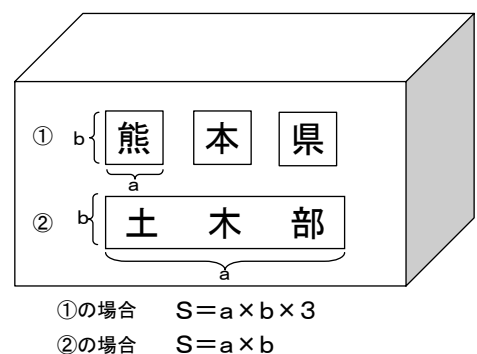 ① b 熊 本 県
a
② b 土 木 部
a
①の場合 S=a×b×3
②の場合 S=a×b